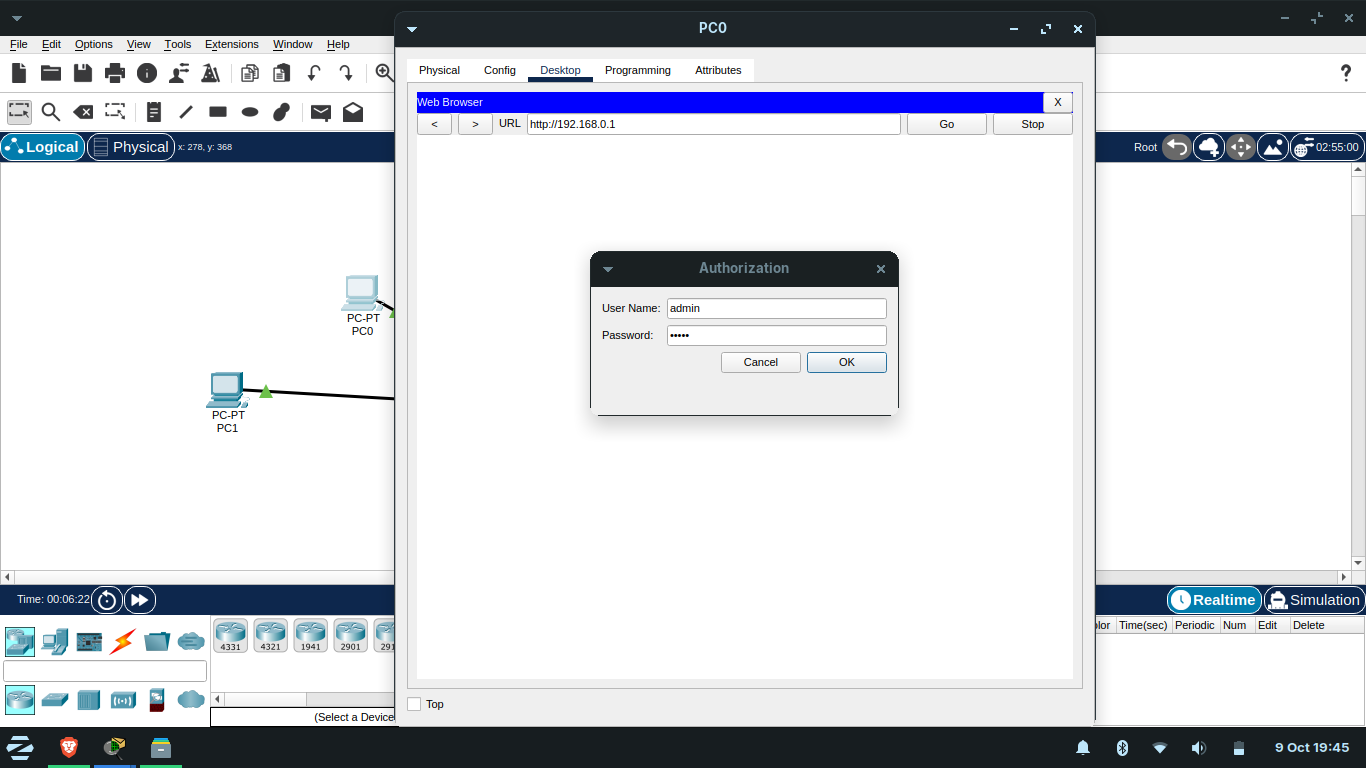 PC0
File Edit Options View Tools Extensions Window Help
Physical Config Desktop Programming Attributes
Web Browser X
< > URL http://192.168.0.1 Go Stop
Logical Physical x: 278, y: 368
Root 02:55:00
Authorization
User Name: admin
Password: •••••
Cancel OK
PC-PT
PC0
PC-PT
PC1
Time: 00:06:22
Realtime Simulation
Time(sec) Periodic Num Edit Delete
4331 4321 1941 2901
(Select a Device
Top
9 Oct 19:45